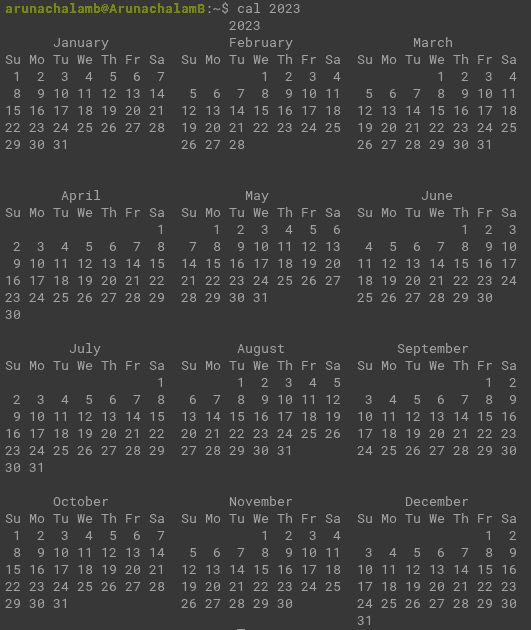 arunachalamb@ArunachalamB:~$ cal 2023
                            2023
      January               February               March
Su Mo Tu We Th Fr Sa  Su Mo Tu We Th Fr Sa  Su Mo Tu We Th Fr Sa
 1  2  3  4  5  6  7            1  2  3  4            1  2  3  4
 8  9 10 11 12 13 14   5  6  7  8  9 10 11   5  6  7  8  9 10 11
15 16 17 18 19 20 21  12 13 14 15 16 17 18  12 13 14 15 16 17 18
22 23 24 25 26 27 28  19 20 21 22 23 24 25  19 20 21 22 23 24 25
29 30 31              26 27 28              26 27 28 29 30 31

       April                  May                   June
Su Mo Tu We Th Fr Sa  Su Mo Tu We Th Fr Sa  Su Mo Tu We Th Fr Sa
                   1      1  2  3  4  5  6               1  2  3
 2  3  4  5  6  7  8   7  8  9 10 11 12 13   4  5  6  7  8  9 10
 9 10 11 12 13 14 15  14 15 16 17 18 19 20  11 12 13 14 15 16 17
16 17 18 19 20 21 22  21 22 23 24 25 26 27  18 19 20 21 22 23 24
23 24 25 26 27 28 29  28 29 30 31           25 26 27 28 29 30
30

        July                 August              September
Su Mo Tu We Th Fr Sa  Su Mo Tu We Th Fr Sa  Su Mo Tu We Th Fr Sa
                   1         1  2  3  4  5                  1  2
 2  3  4  5  6  7  8   6  7  8  9 10 11 12   3  4  5  6  7  8  9
 9 10 11 12 13 14 15  13 14 15 16 17 18 19  10 11 12 13 14 15 16
16 17 18 19 20 21 22  20 21 22 23 24 25 26  17 18 19 20 21 22 23
23 24 25 26 27 28 29  27 28 29 30 31        24 25 26 27 28 29 30
30 31

      October               November              December
Su Mo Tu We Th Fr Sa  Su Mo Tu We Th Fr Sa  Su Mo Tu We Th Fr Sa
 1  2  3  4  5  6  7            1  2  3  4                  1  2
 8  9 10 11 12 13 14   5  6  7  8  9 10 11   3  4  5  6  7  8  9
15 16 17 18 19 20 21  12 13 14 15 16 17 18  10 11 12 13 14 15 16
22 23 24 25 26 27 28  19 20 21 22 23 24 25  17 18 19 20 21 22 23
29 30 31              26 27 28 29 30        24 25 26 27 28 29 30
                                            31